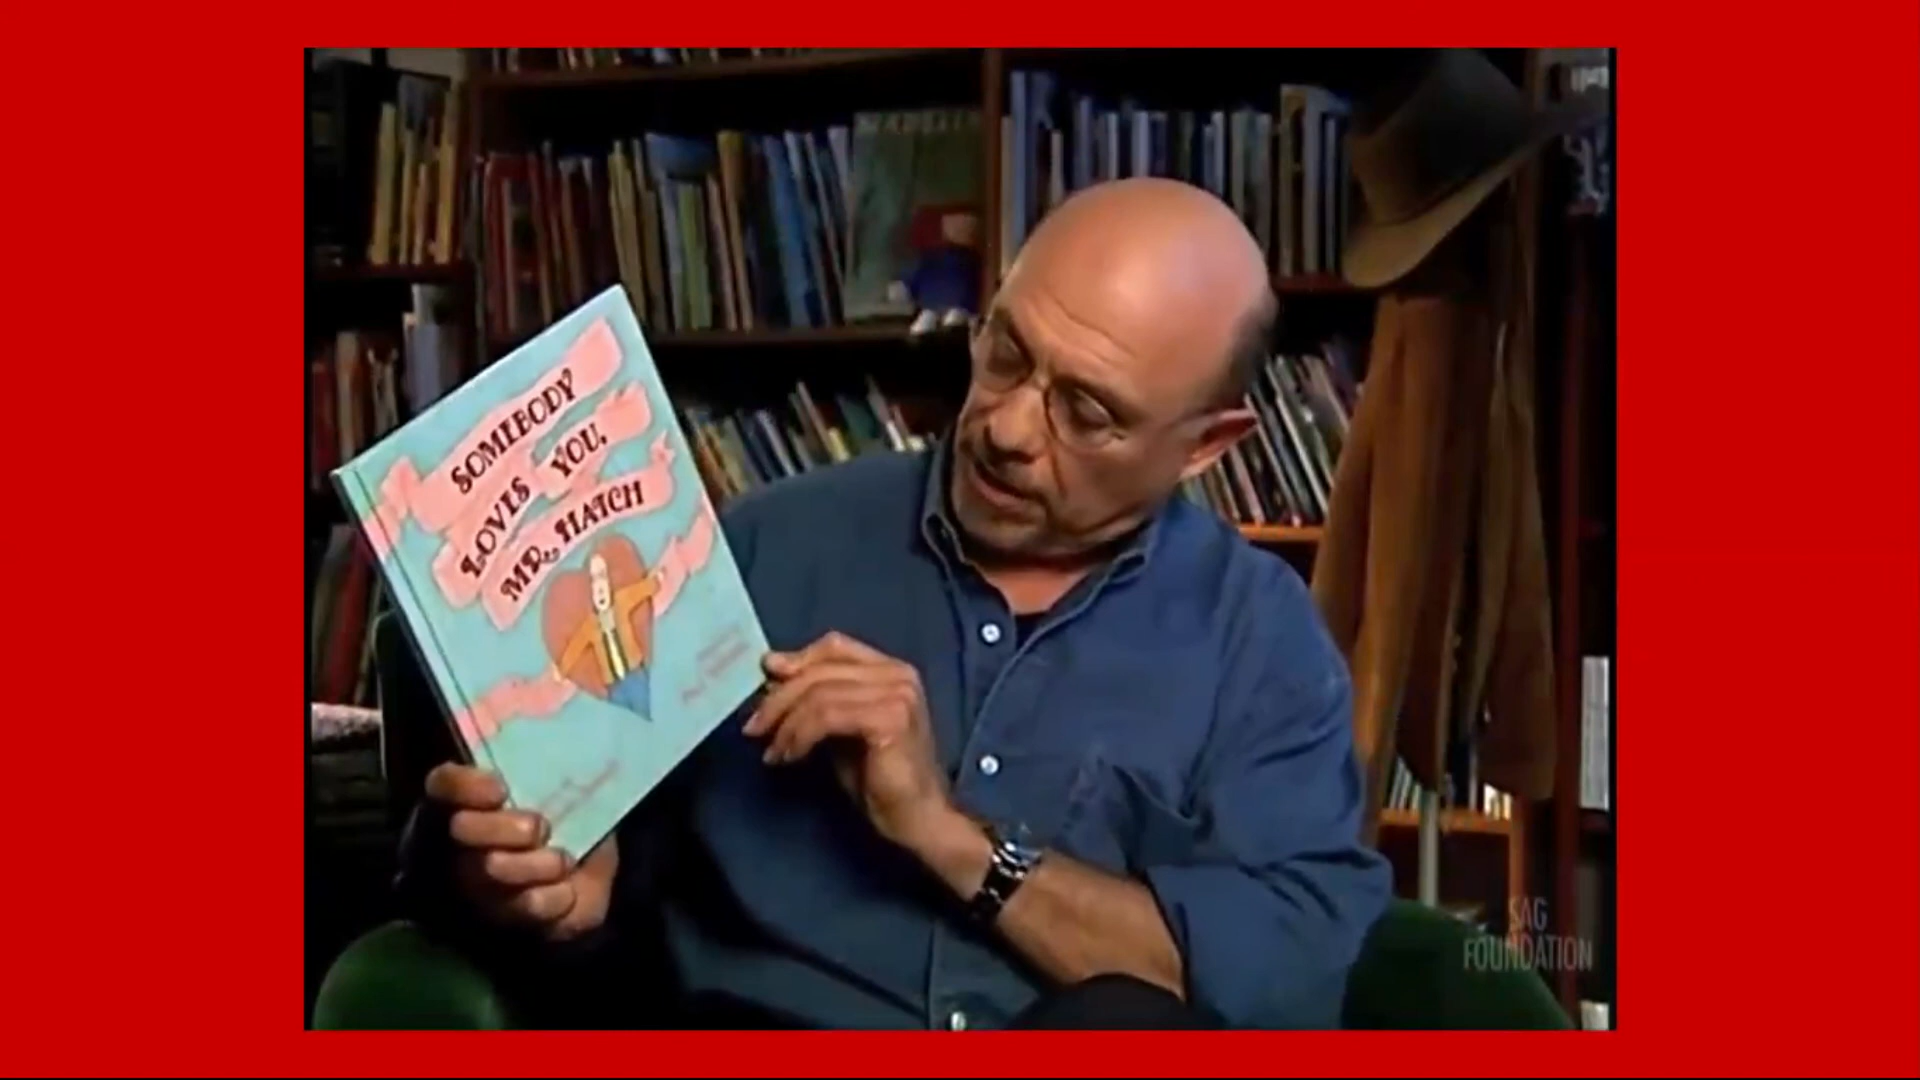 SOMEBODY
LOVES YOU,
MR. HATCH
SAG
FOUNDATION